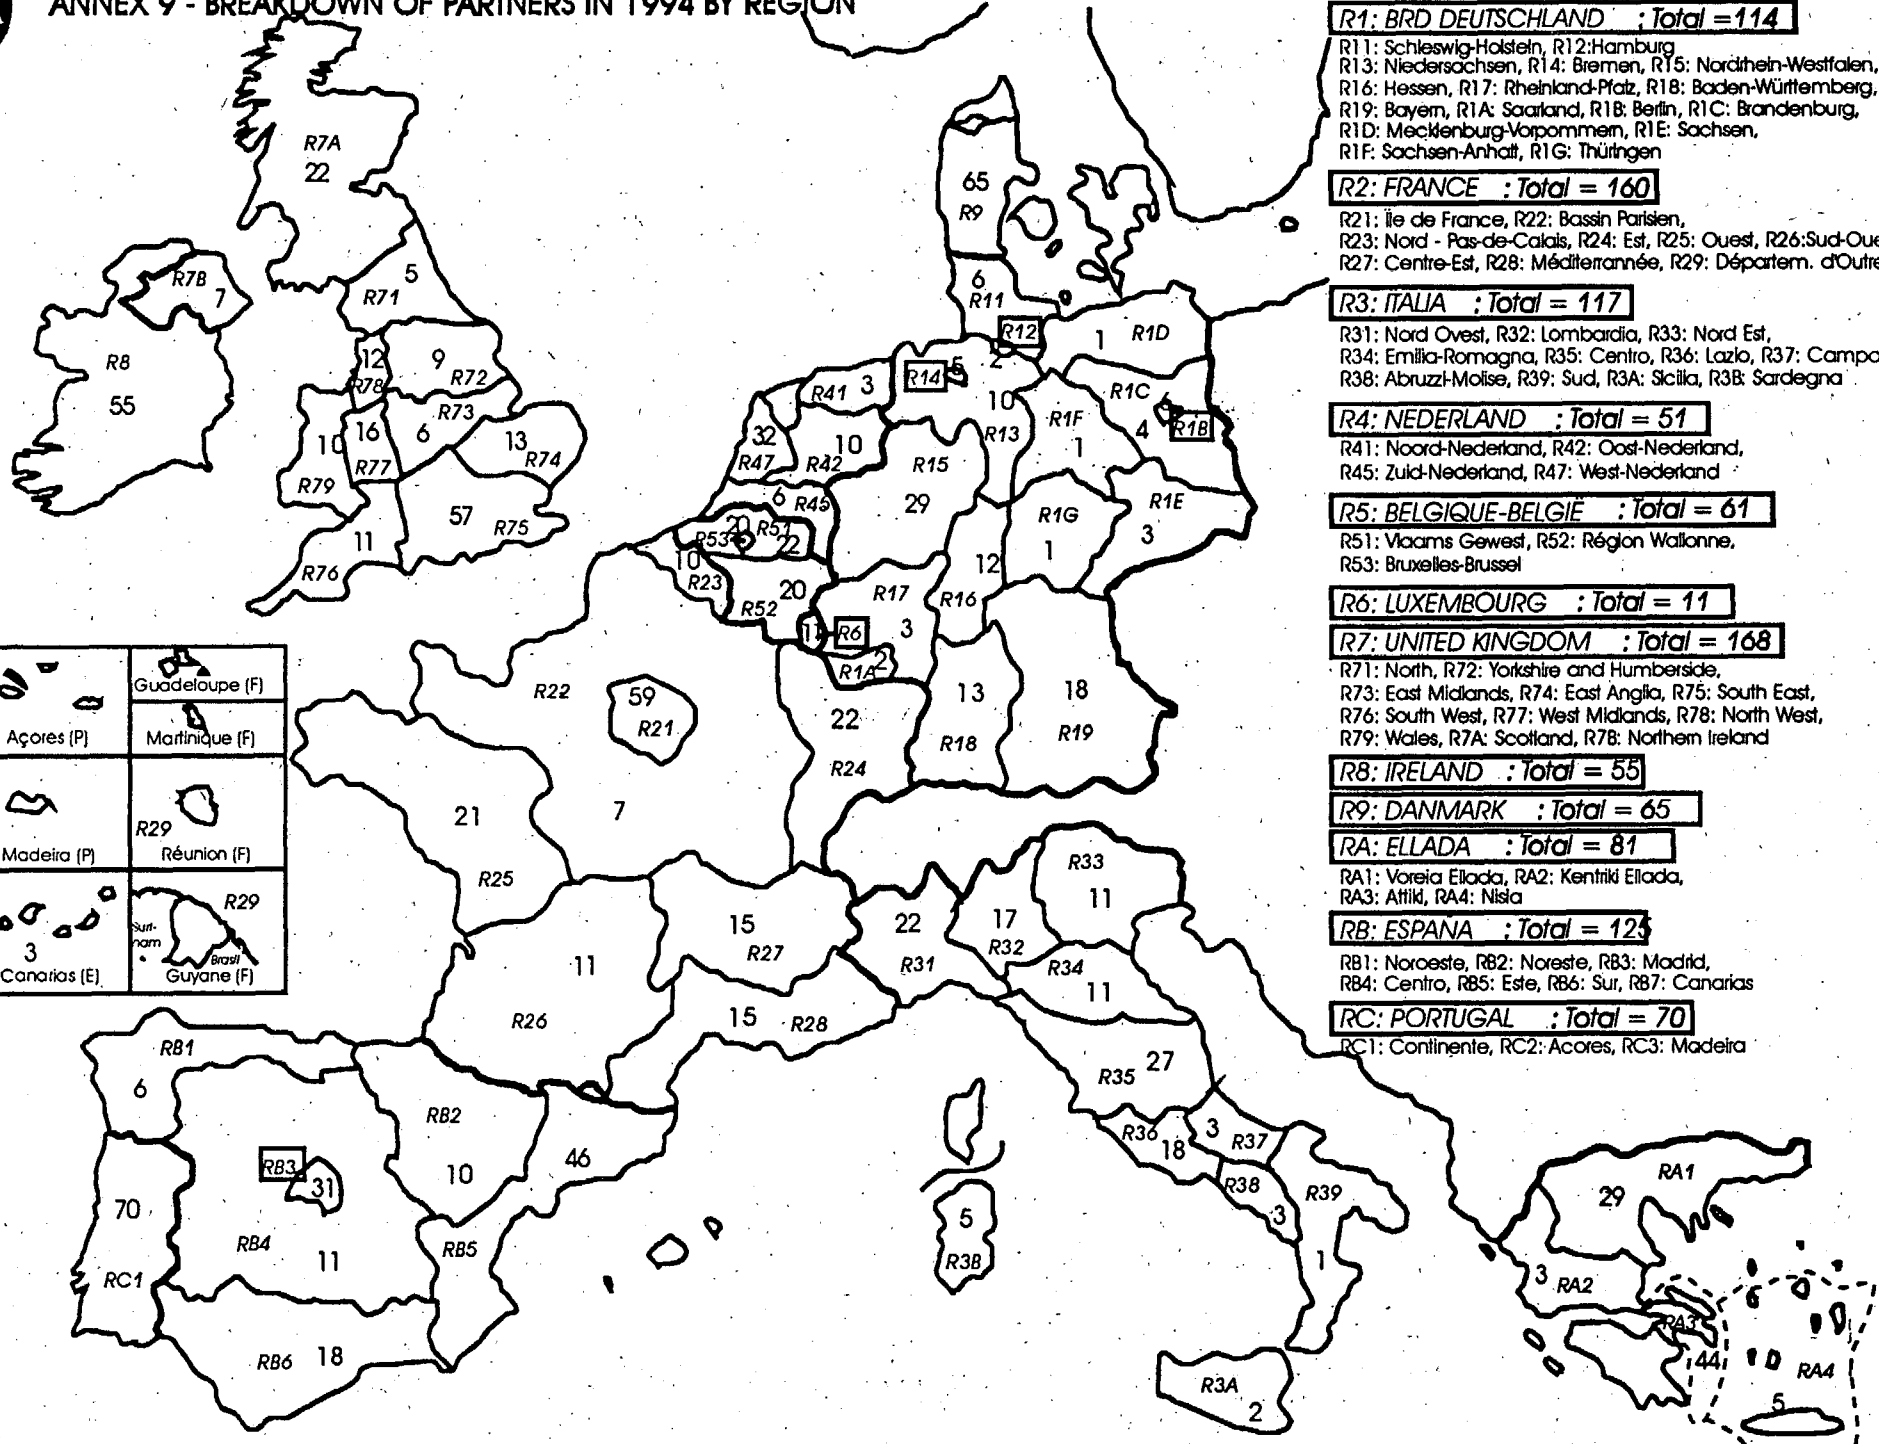 ANNEX 9 - BREAKDOWN OF PARTNERS IN 1994 BY REGION
R1: BRD DEUTSCHLAND : Total =114
R11: Schleswig-Holstein, R12:Hamburg
R13: Niedersachsen, R14: Bremen, R15: Nordrhein-Westfalen,
R16: Hessen, R17: Rheinland-Pfalz, R18: Baden-Württemberg,
R19: Bayern, R1A: Saarland, R1B: Berlin, R1C: Brandenburg,
R1D: Mecklenburg-Vorpommern, R1E: Sachsen,
R1F: Sachsen-Anhalt, R1G: Thüringen
R2: FRANCE : Total = 160
R21: Île de France, R22: Bassin Parisien,
R23: Nord - Pas-de-Calais, R24: Est, R25: Ouest, R26:Sud-Oue
R27: Centre-Est, R28: Méditerrannée, R29: Départem. d'Outre
R3: ITALIA : Total = 117
R31: Nord Ovest, R32: Lombardia, R33: Nord Est,
R34: Emilia-Romagna, R35: Centro, R36: Lazio, R37: Campa
R38: Abruzzi-Molise, R39: Sud, R3A: Sicilia, R3B: Sardegna
R4: NEDERLAND : Total = 51
R41: Noord-Nederland, R42: Oost-Nederland,
R45: Zuid-Nederland, R47: West-Nederland
R5: BELGIQUE-BELGIË : Total = 61
R51: Vlaams Gewest, R52: Région Wallonne,
R53: Bruxelles-Brussel
R6: LUXEMBOURG : Total = 11
R7: UNITED KINGDOM : Total = 168
R71: North, R72: Yorkshire and Humberside,
R73: East Midlands, R74: East Anglia, R75: South East,
R76: South West, R77: West Midlands, R78: North West,
R79: Wales, R7A: Scotland, R7B: Northern Ireland
R8: IRELAND : Total = 55
R9: DANMARK : Total = 65
RA: ELLADA : Total = 81
RA1: Voreia Ellada, RA2: Kentriki Ellada,
RA3: Attiki, RA4: Nisia
RB: ESPAÑA : Total = 125
RB1: Noroeste, RB2: Noreste, RB3: Madrid,
RB4: Centro, RB5: Este, RB6: Sur, RB7: Canarias
RC: PORTUGAL : Total = 70
RC1: Continente, RC2: Acores, RC3: Madeira
R7A
22
R7B
7
R8
55
5
R71
12
R78
9
R72
R73
6
16
R77
10
R79
13
R74
57
R75
11
R76
65
R9
6
R11
R12
2
1 R1D
R14
5
10
R13
R1C
4
6
R1B
R1F
1
R15
29
R1G
1
R1E
3
12
R16
R17
3
R1A 2
13
R18
18
R19
R41 3
32
R47
10
R42
6 R45
20
R53
R51
22
20
R52
11
R6
10
R23
R22
7
59
R21
22
R24
21
R25
11
R26
15
R27
15 R28
Açores (P)
Guadeloupe (F)
Martinique (F)
Madeira (P)
R29
Réunion (F)
3
Canarias (E)
R29
Suri-
nam
Brasil
Guyane (F)
22
R31
17
R32
R33
11
R34
11
R35 27
R36
18
3
R37
R38
3
R39
1
5
R3B
R3A
2
RB1
6
RB2
10
RB3
31
RB4
11
RB5
46
RB6 18
70
RC1
RA1
29
3
RA2
RA3
44
RA4
5